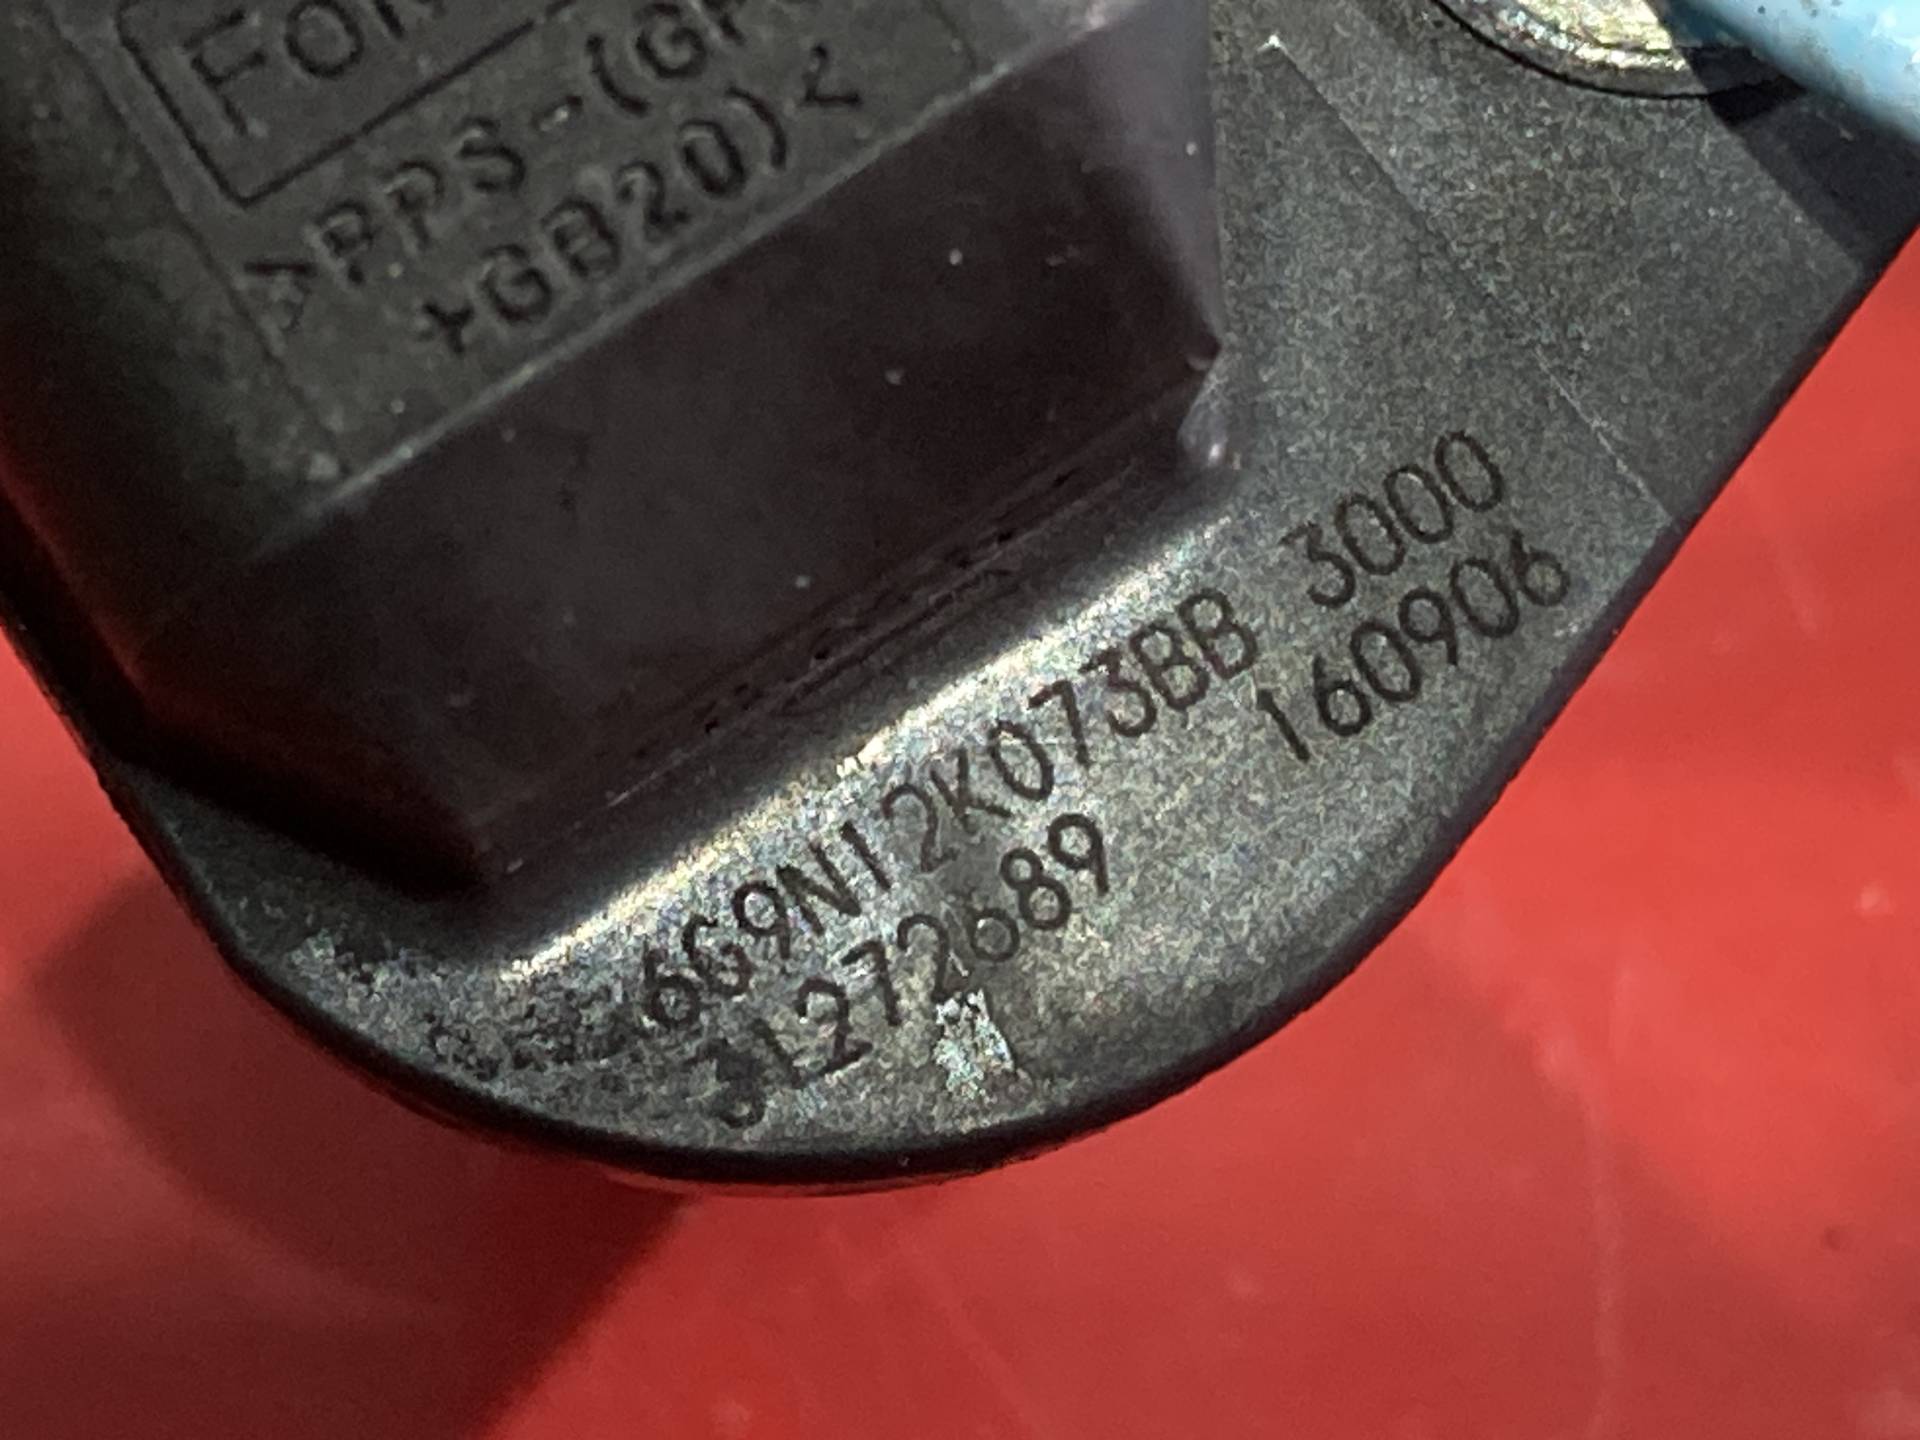 >PPS-(GF
+GB20)<
6G9N12K073BB 3000
31272689 160906